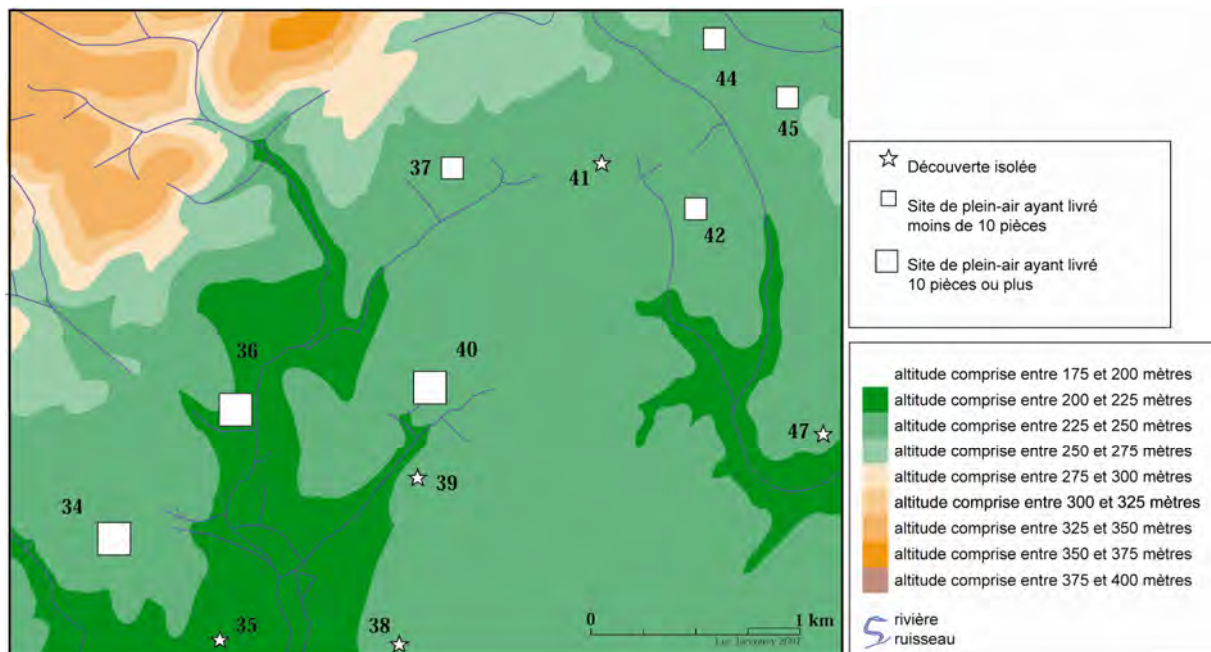 44
45
37
41
42
36
40
47
39
34
35
38
0
1 km
Découverte isolée
Site de plein-air ayant livré
moins de 10 pièces
Site de plein-air ayant livré
10 pièces ou plus
altitude comprise entre 175 et 200 mètres
altitude comprise entre 200 et 225 mètres
altitude comprise entre 225 et 250 mètres
altitude comprise entre 250 et 275 mètres
altitude comprise entre 275 et 300 mètres
altitude comprise entre 300 et 325 mètres
altitude comprise entre 325 et 350 mètres
altitude comprise entre 350 et 375 mètres
altitude comprise entre 375 et 400 mètres
rivière
ruisseau